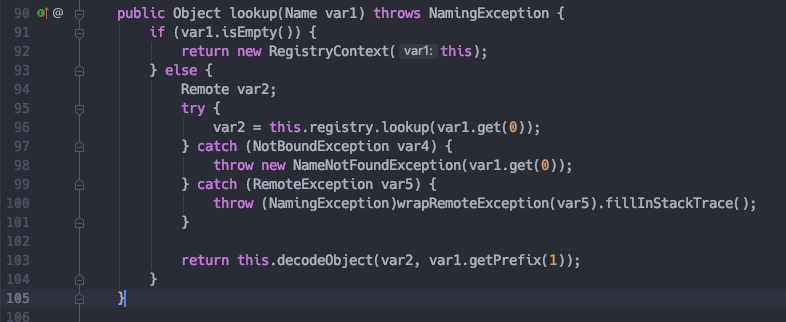 90 @ public Object lookup(Name var1) throws NamingException {
91 if (var1.isEmpty()) {
92 return new RegistryContext( var1: this);
93 } else {
94 Remote var2;
95 try {
96 var2 = this.registry.lookup(var1.get(0));
97 } catch (NotBoundException var4) {
98 throw new NameNotFoundException(var1.get(0));
99 } catch (RemoteException var5) {
100 throw (NamingException)wrapRemoteException(var5).fillInStackTrace();
101 }
102
103 return this.decodeObject(var2, var1.getPrefix(1));
104 }
105 }
106